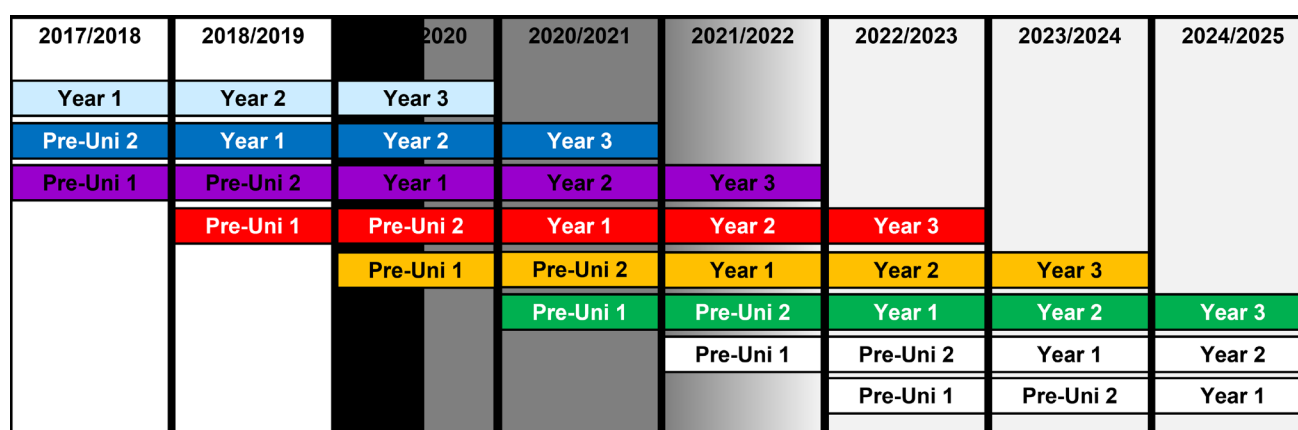 2017/2018 2018/2019 2020 2020/2021 2021/2022 2022/2023 2023/2024 2024/2025
Year 1 Year 2 Year 3
Pre-Uni 2 Year 1 Year 2 Year 3
Pre-Uni 1 Pre-Uni 2 Year 1 Year 2 Year 3
Pre-Uni 1 Pre-Uni 2 Year 1 Year 2 Year 3
Pre-Uni 1 Pre-Uni 2 Year 1 Year 2 Year 3
Pre-Uni 1 Pre-Uni 2 Year 1 Year 2 Year 3
Pre-Uni 1 Pre-Uni 2 Year 1 Year 2
Pre-Uni 1 Pre-Uni 2 Year 1